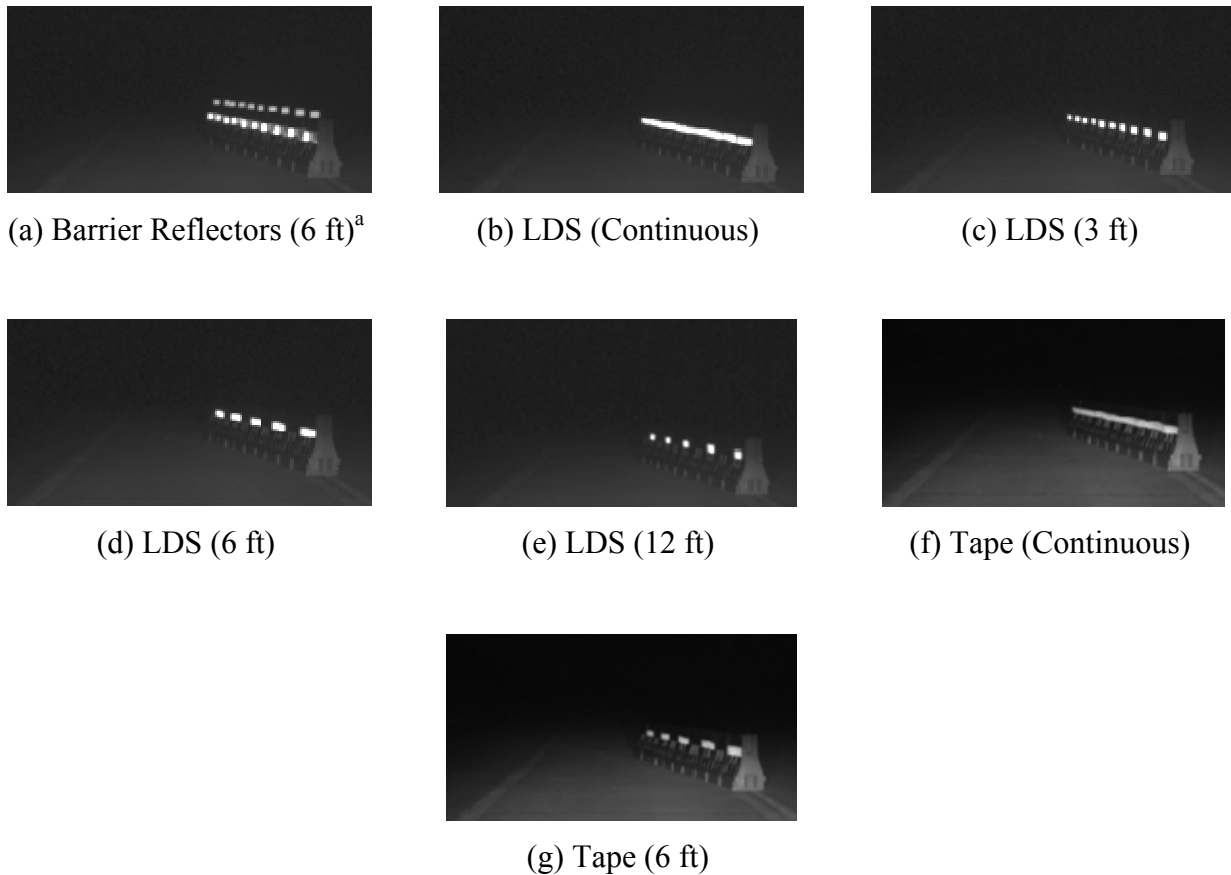 (a) Barrier Reflectors (6 ft)a
(b) LDS (Continuous)
(c) LDS (3 ft)
(d) LDS (6 ft)
(e) LDS (12 ft)
(f) Tape (Continuous)
(g) Tape (6 ft)